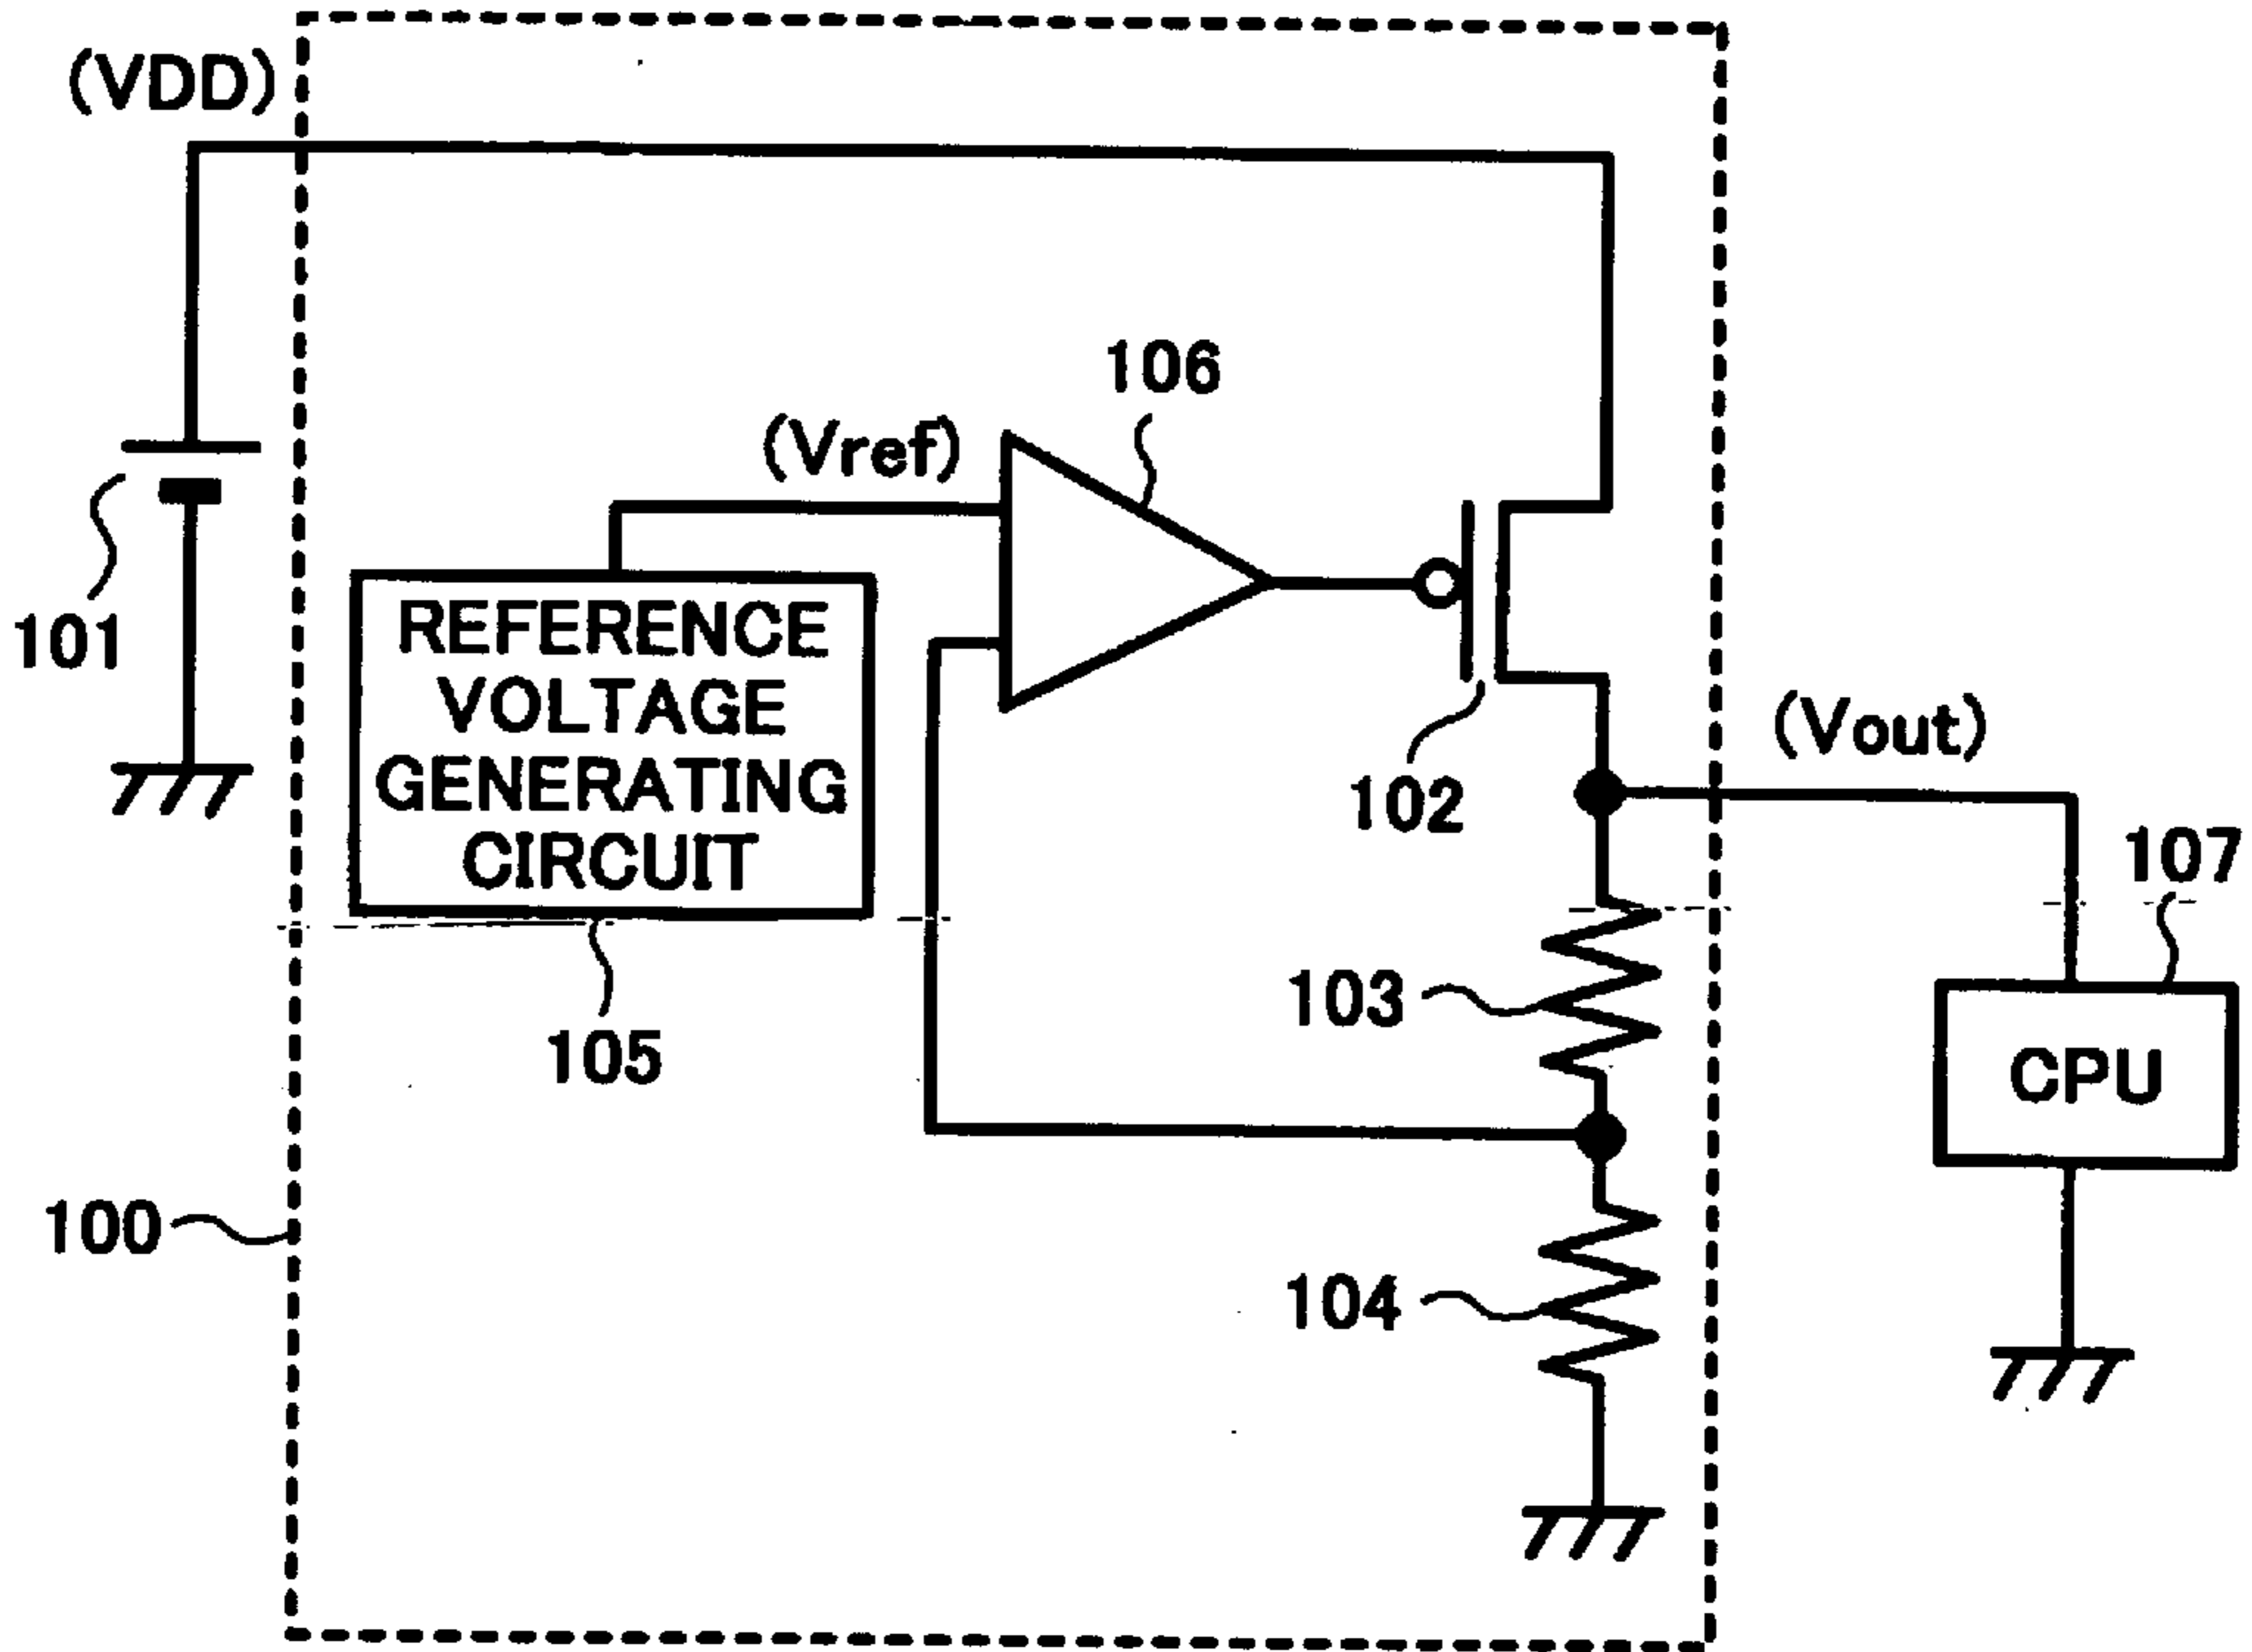 (VDD)
106
(Vref)
101
REFERENCE
VOLTAGE
GENERATING
CIRCUIT
102
(Vout)
107
103
105
CPU
100
104